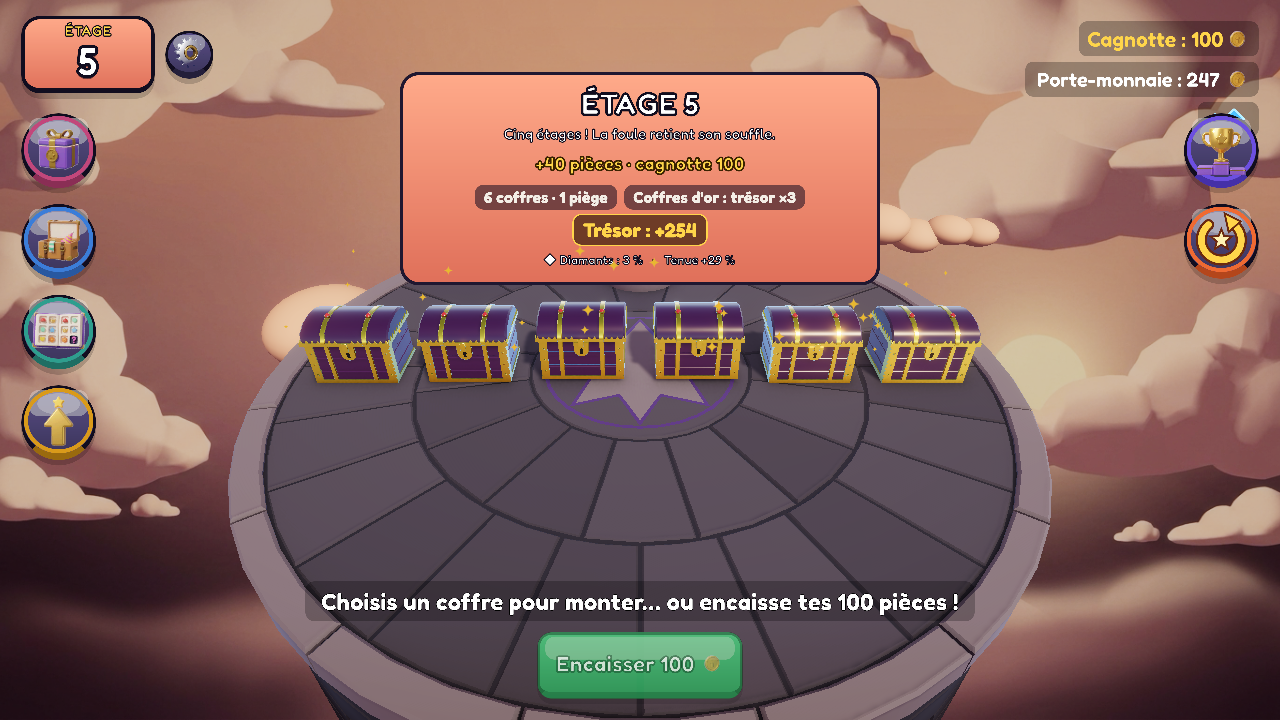 ÉTAGE
5
Cagnotte : 100
Porte-monnaie : 247
ÉTAGE 5
Cinq étages ! La foule retient son souffle.
+40 pièces · cagnotte 100
6 coffres · 1 piège
Coffres d'or : trésor ×3
Trésor : +254
Diamants : 3 % Tenue +29 %
Choisis un coffre pour monter... ou encaisse tes 100 pièces !
Encaisser 100